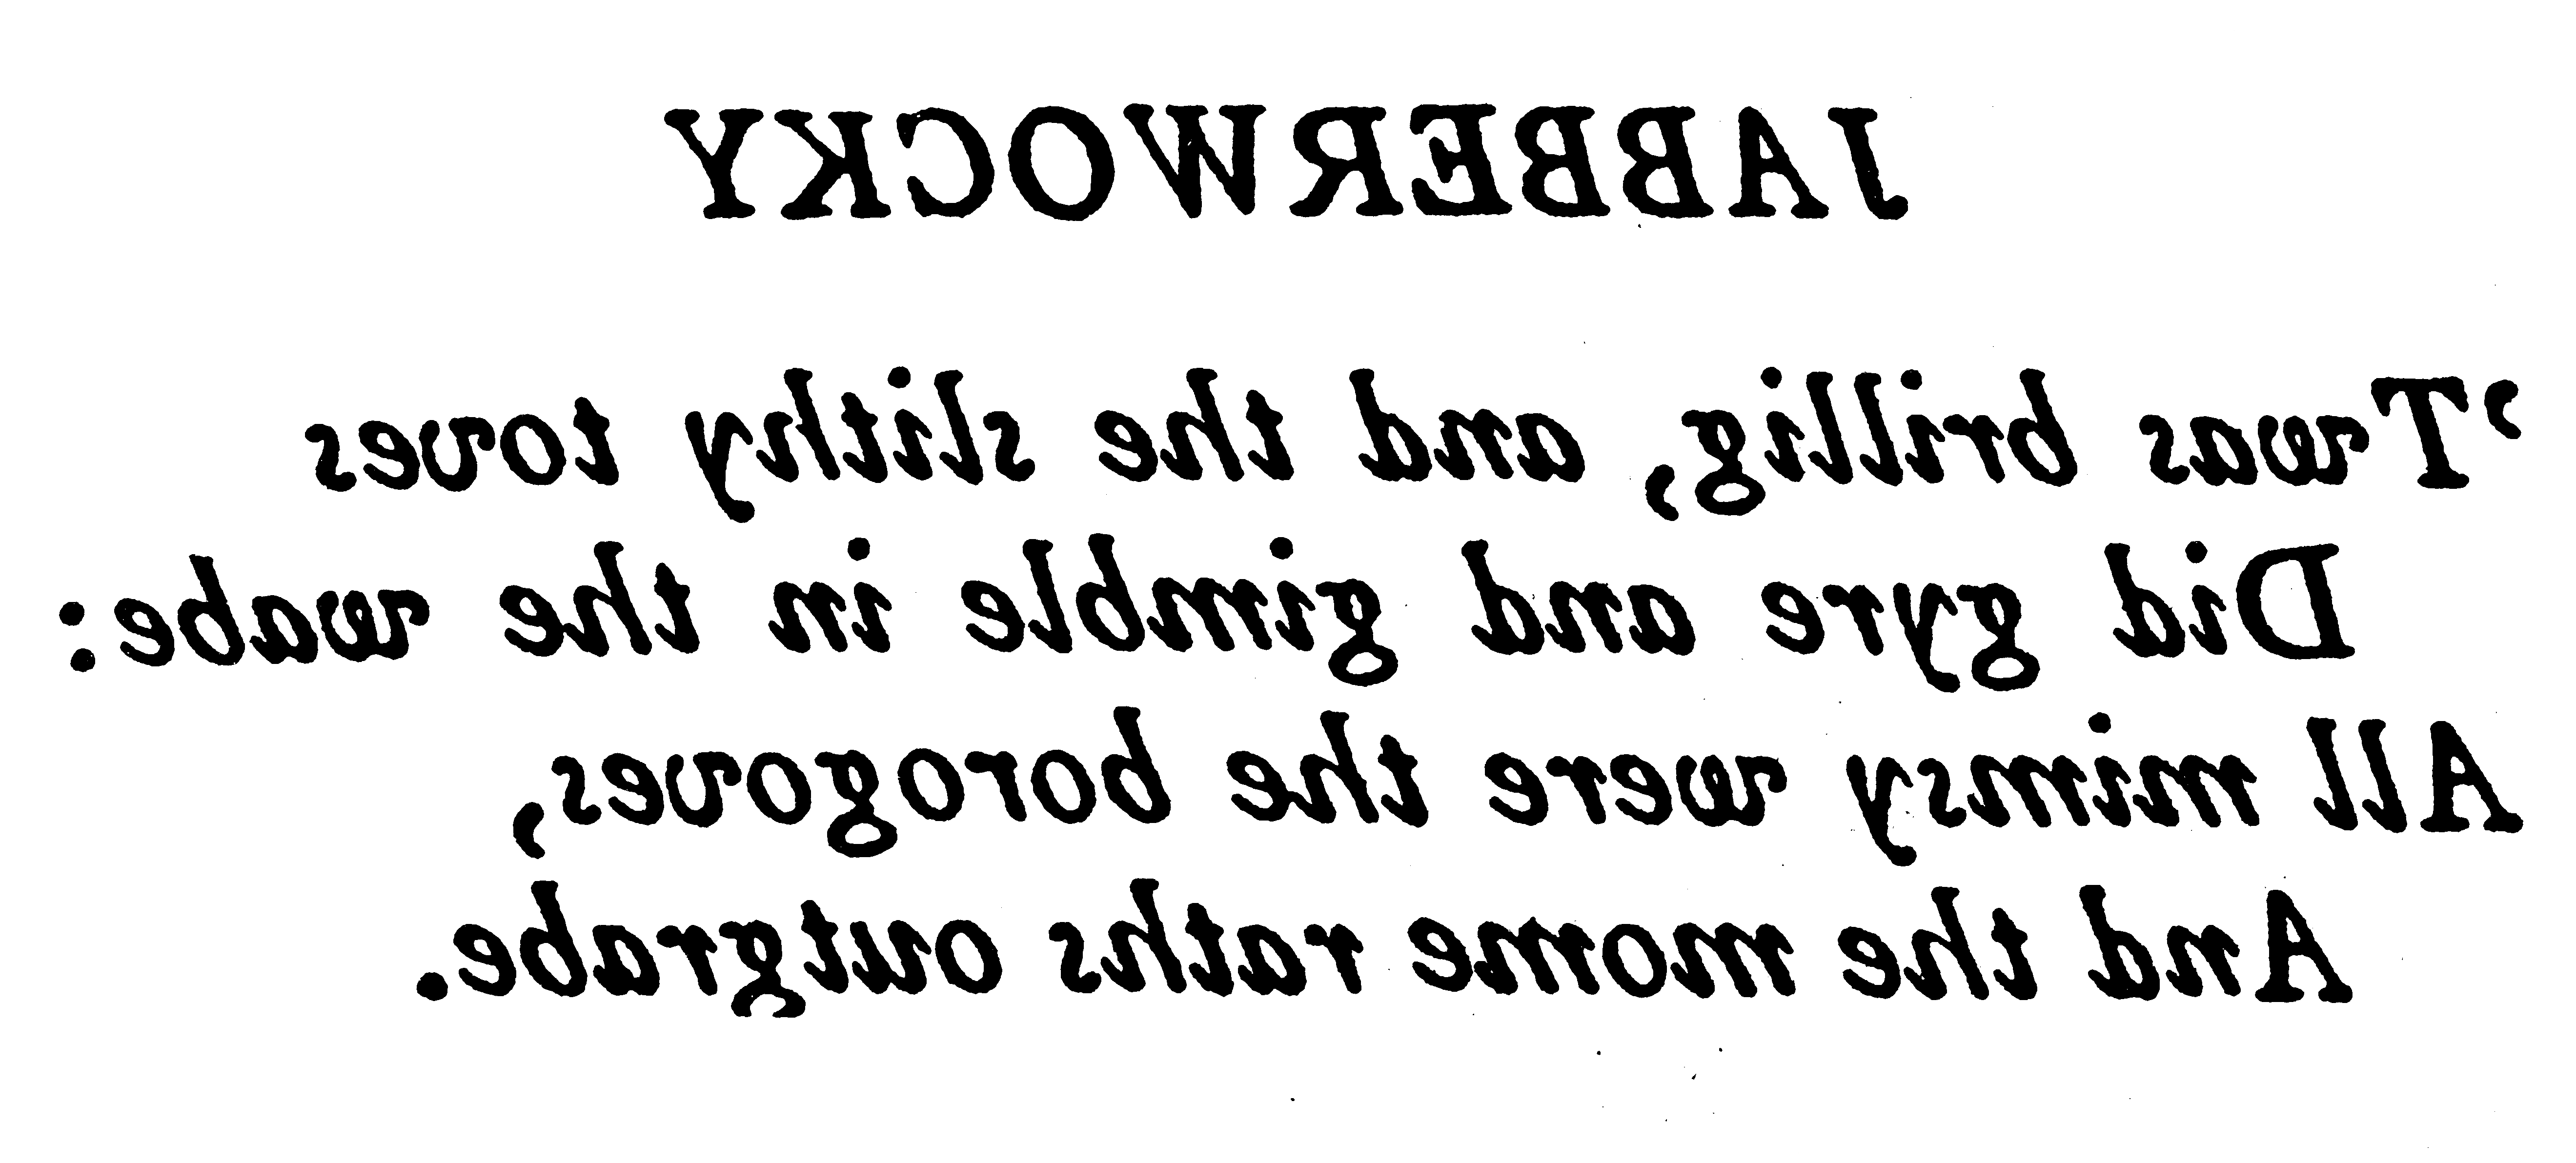 JABBERWOCKY
’Twas brillig, and the slithy toves
Did gyre and gimble in the wabe:
All mimsy were the borogoves,
And the mome raths outgrabe.